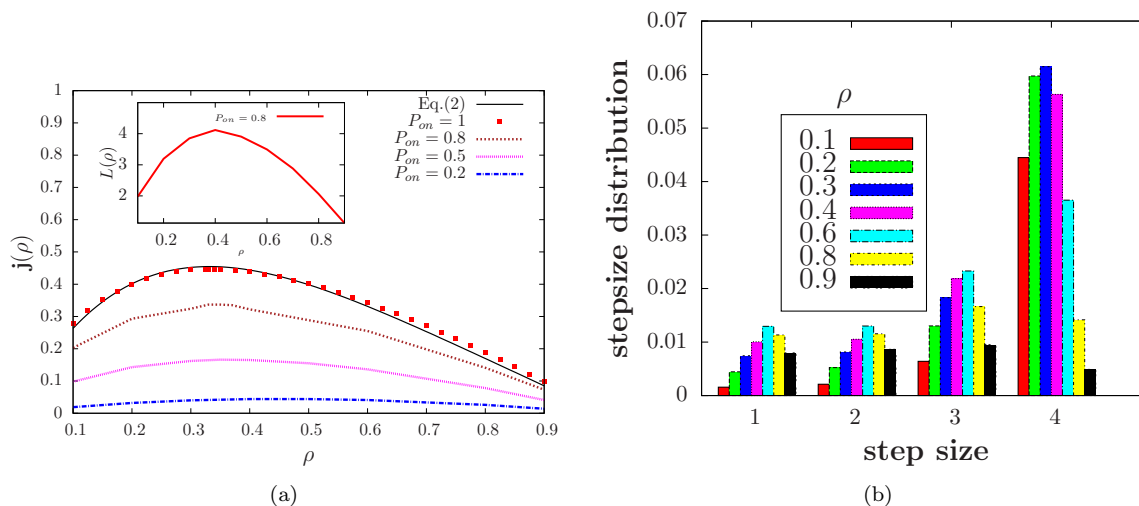 j(ρ)
1
0.9
0.8
0.7
0.6
0.5
0.4
0.3
0.2
0.1
0
0.1 0.2 0.3 0.4 0.5 0.6 0.7 0.8 0.9
ρ
Eq.(2)
P_on = 1
P_on = 0.8
P_on = 0.5
P_on = 0.2
L(ρ)
4
3
2
0.2 0.4 0.6 0.8
ρ
P_on = 0.8
(a)
stepsize distribution
0.07
0.06
0.05
0.04
0.03
0.02
0.01
0
1 2 3 4
step size
ρ
0.1
0.2
0.3
0.4
0.6
0.8
0.9
(b)